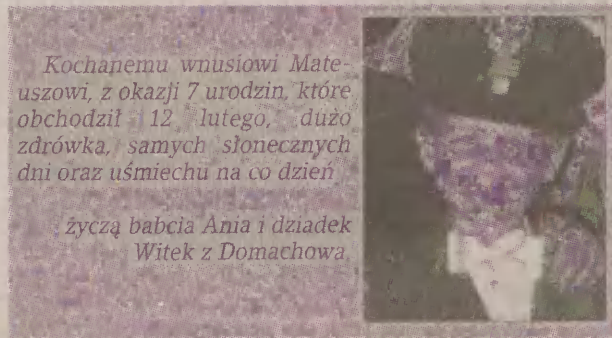 Kochanemu wnusiowi Mate-
uszowi, z okazji 7 urodzin, które
obchodził 12 lutego, dużo
zdrówka, samych słonecznych
dni oraz uśmiechu na co dzień
życzą babcia Ania i dziadek
Witek z Domachowa